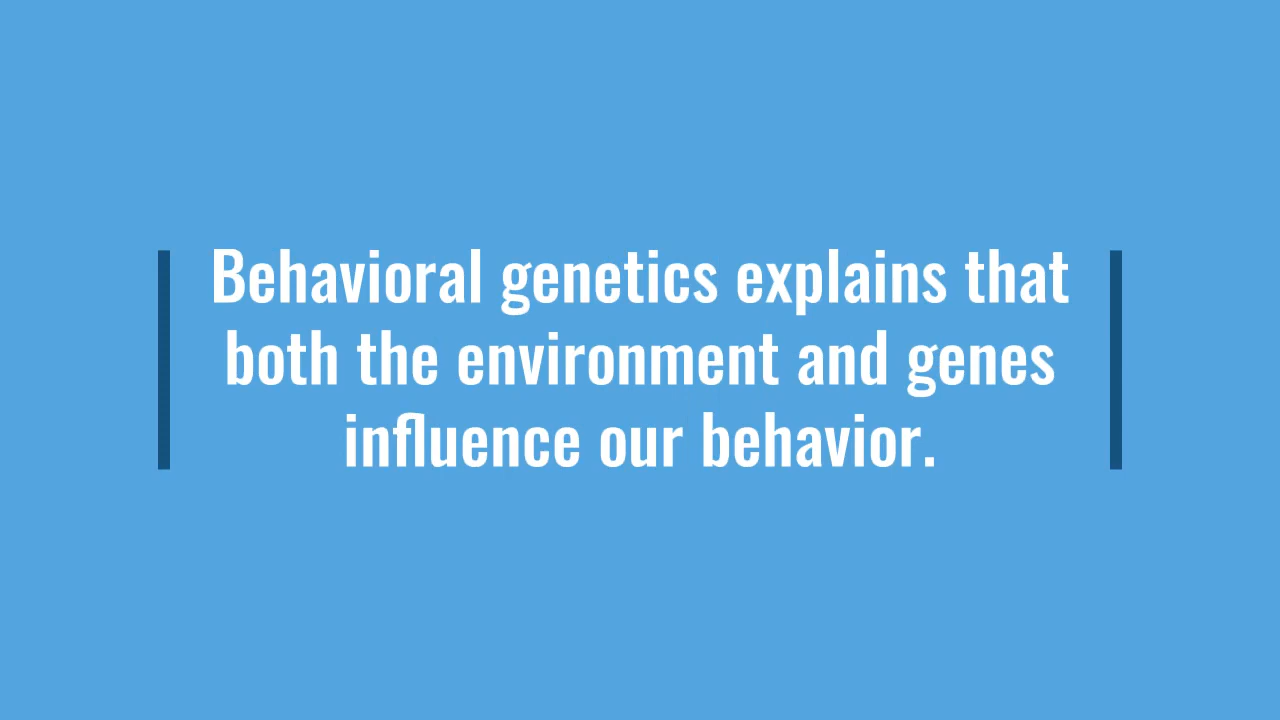 Behavioral genetics explains that
both the environment and genes
influence our behavior.